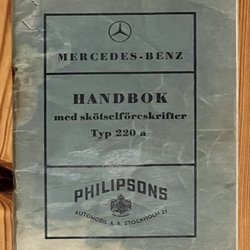 MERCEDES-BENZ
HANDBOK
med skötselföreskrifter
Typ 220 a
PHILIPSONS
AUTOMOBIL A.-B. STOCKHOLM 21